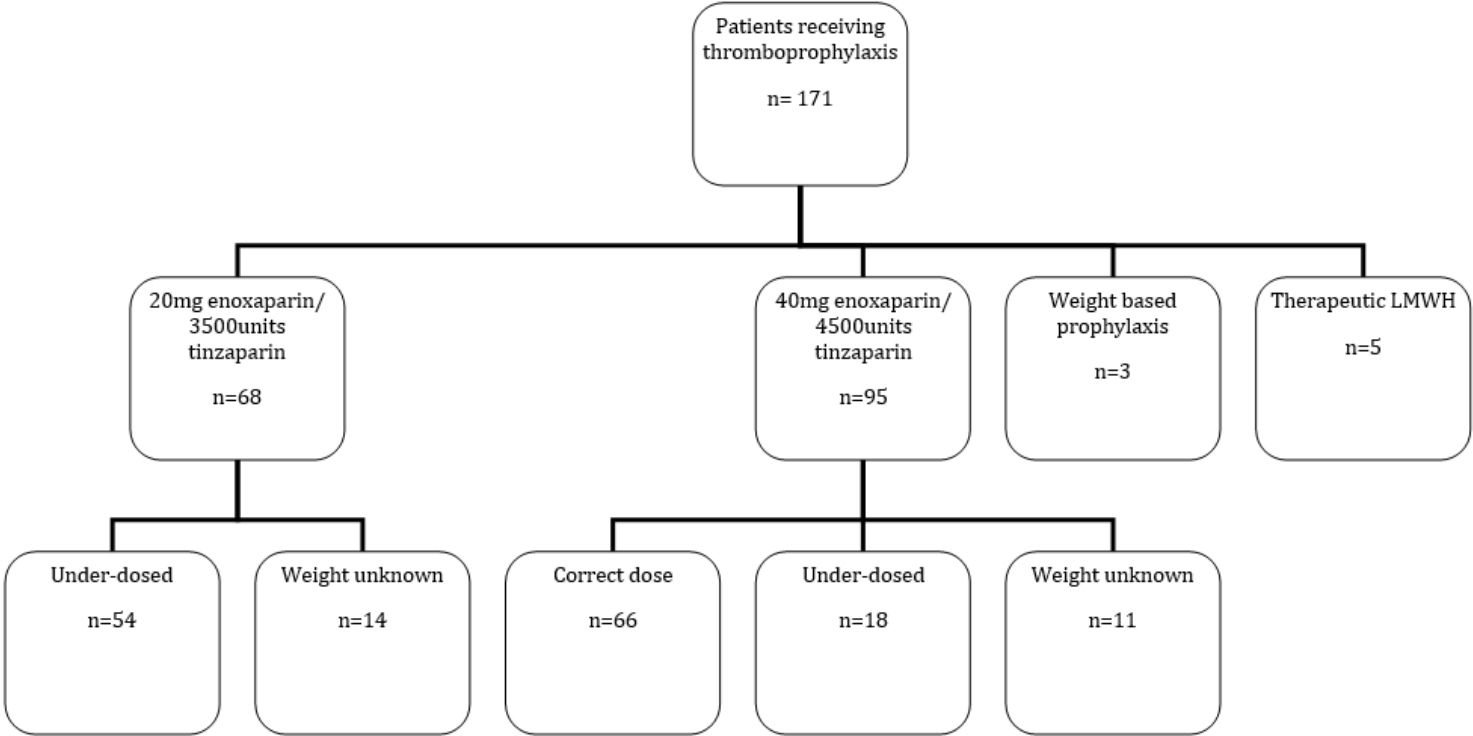 Patients receiving
thromboprophylaxis
n= 171
20mg enoxaparin/
3500units
tinzaparin
n=68
40mg enoxaparin/
4500units
tinzaparin
n=95
Weight based
prophylaxis
n=3
Therapeutic LMWH
n=5
Under-dosed
n=54
Weight unknown
n=14
Correct dose
n=66
Under-dosed
n=18
Weight unknown
n=11